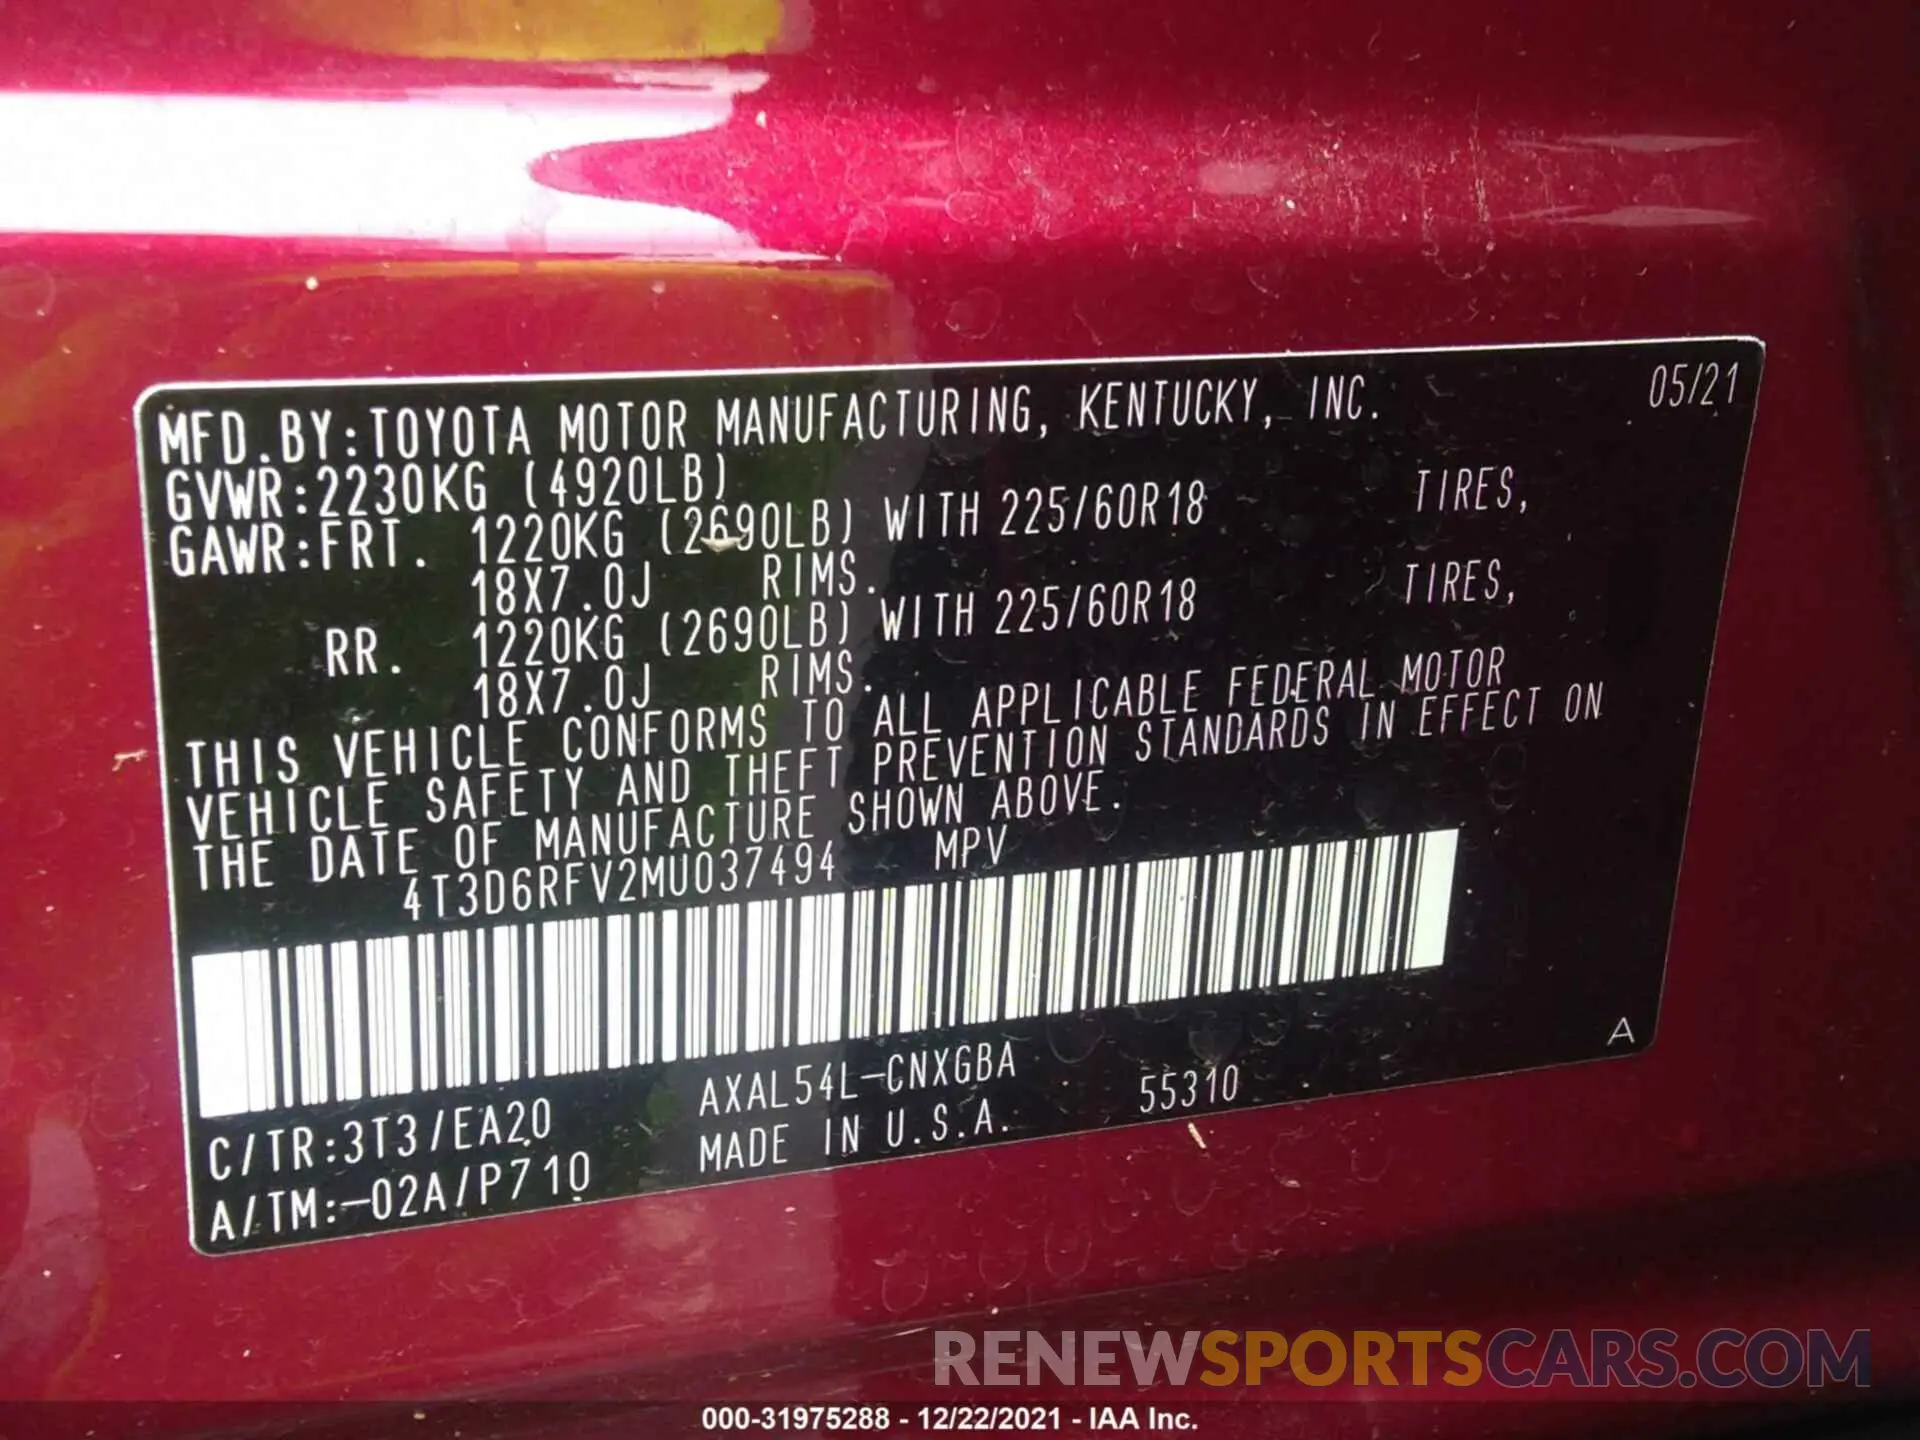 MFD.BY:TOYOTA MOTOR MANUFACTURING, KENTUCKY, INC. 05/21
GVWR:2230KG (4920LB)
GAWR:FRT. 1220KG (2690LB) WITH 225/60R18 TIRES,
18X7.0J RIMS.
RR. 1220KG (2690LB) WITH 225/60R18 TIRES,
18X7.0J RIMS.
THIS VEHICLE CONFORMS TO ALL APPLICABLE FEDERAL MOTOR
VEHICLE SAFETY AND THEFT PREVENTION STANDARDS IN EFFECT ON
THE DATE OF MANUFACTURE SHOWN ABOVE.
4T3D6RFV2MU037494 MPV
AXAL54L-CNXGBA 55310 A
C/TR:3T3/EA20 MADE IN U.S.A.
A/TM:-02A/P710
RENEWSPORTSCARS.COM
000-31975288 - 12/22/2021 - IAA Inc.